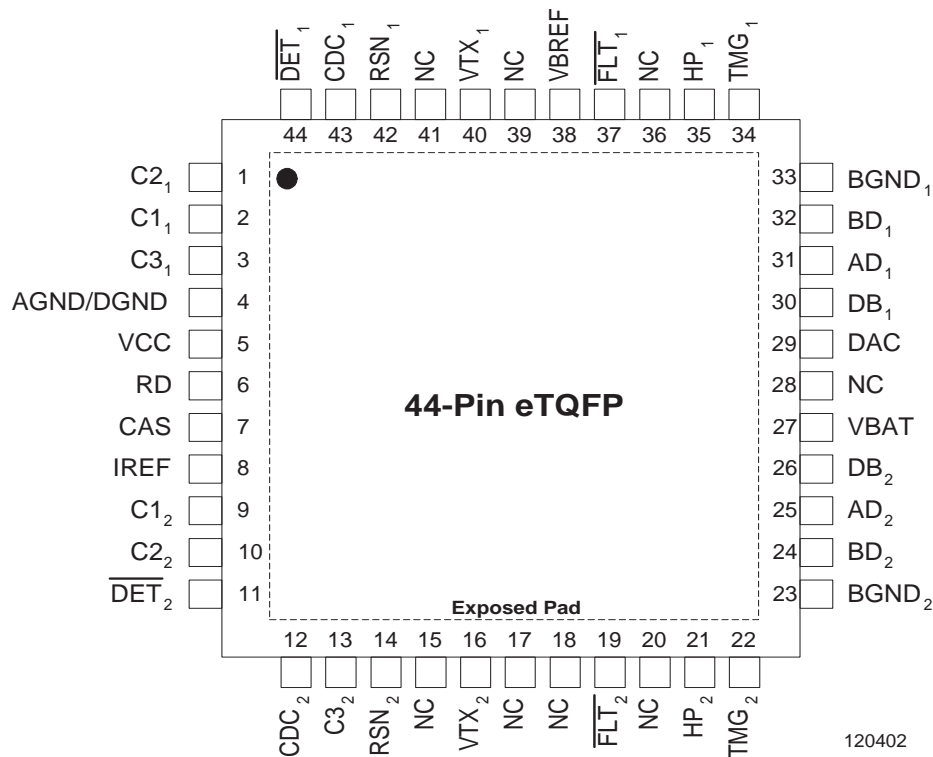 DET₁ CDC₁ RSN₁ NC VTX₁ NC VBREF FLT₁ NC HP₁ TMG₁
44 43 42 41 40 39 38 37 36 35 34
C2₁ 1 33 BGND₁
C1₁ 2 32 BD₁
C3₁ 3 31 AD₁
AGND/DGND 4 30 DB₁
VCC 5 29 DAC
RD 6 28 NC
44-Pin eTQFP
CAS 7 27 VBAT
IREF 8 26 DB₂
C1₂ 9 25 AD₂
C2₂ 10 24 BD₂
DET₂ 11 23 BGND₂
Exposed Pad
12 13 14 15 16 17 18 19 20 21 22
CDC₂ C3₂ RSN₂ NC VTX₂ NC NC FLT₂ NC HP₂ TMG₂
120402